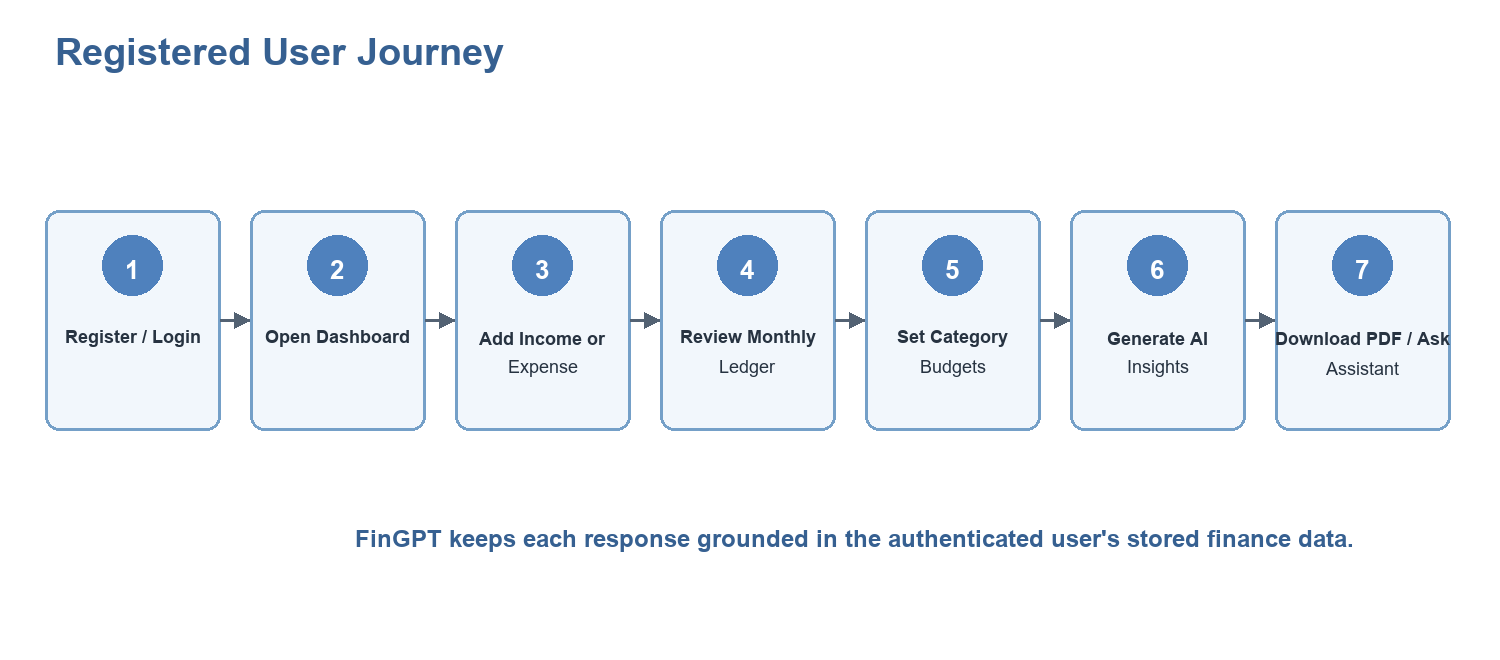 Registered User Journey
1
Register / Login
2
Open Dashboard
3
Add Income or
Expense
4
Review Monthly
Ledger
5
Set Category
Budgets
6
Generate AI
Insights
7
Download PDF / Ask
Assistant
FinGPT keeps each response grounded in the authenticated user's stored finance data.